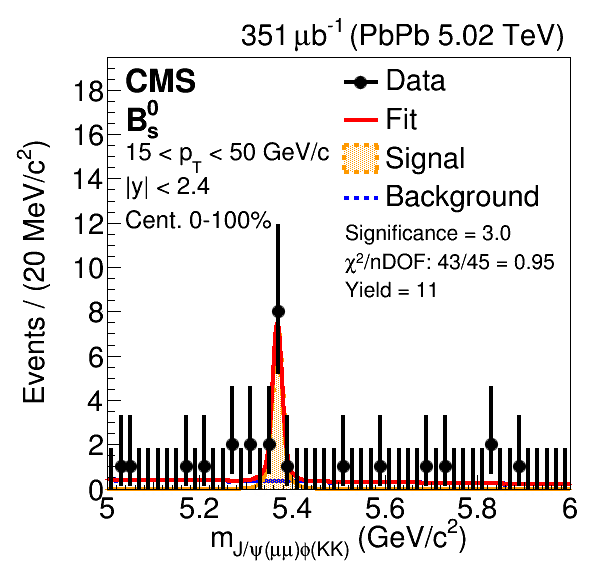 351 μb⁻¹ (PbPb 5.02 TeV)
CMS
B⁰ₛ
15 < p_T < 50 GeV/c
|y| < 2.4
Cent. 0-100%
Data
Fit
Signal
Background
Significance = 3.0
χ²/nDOF: 43/45 = 0.95
Yield = 11
Events / (20 MeV/c²)
18
16
14
12
10
8
6
4
2
0
5 5.2 5.4 5.6 5.8 6
m_J/ψ(μμ)φ(KK) (GeV/c²)